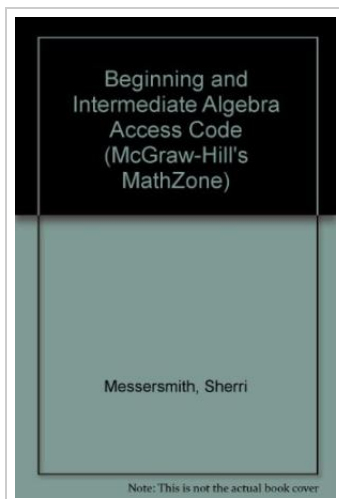 Beginning and
Intermediate Algebra
Access Code
(McGraw-Hill's
MathZone)
Messersmith, Sherri
Note: This is not the actual book cover